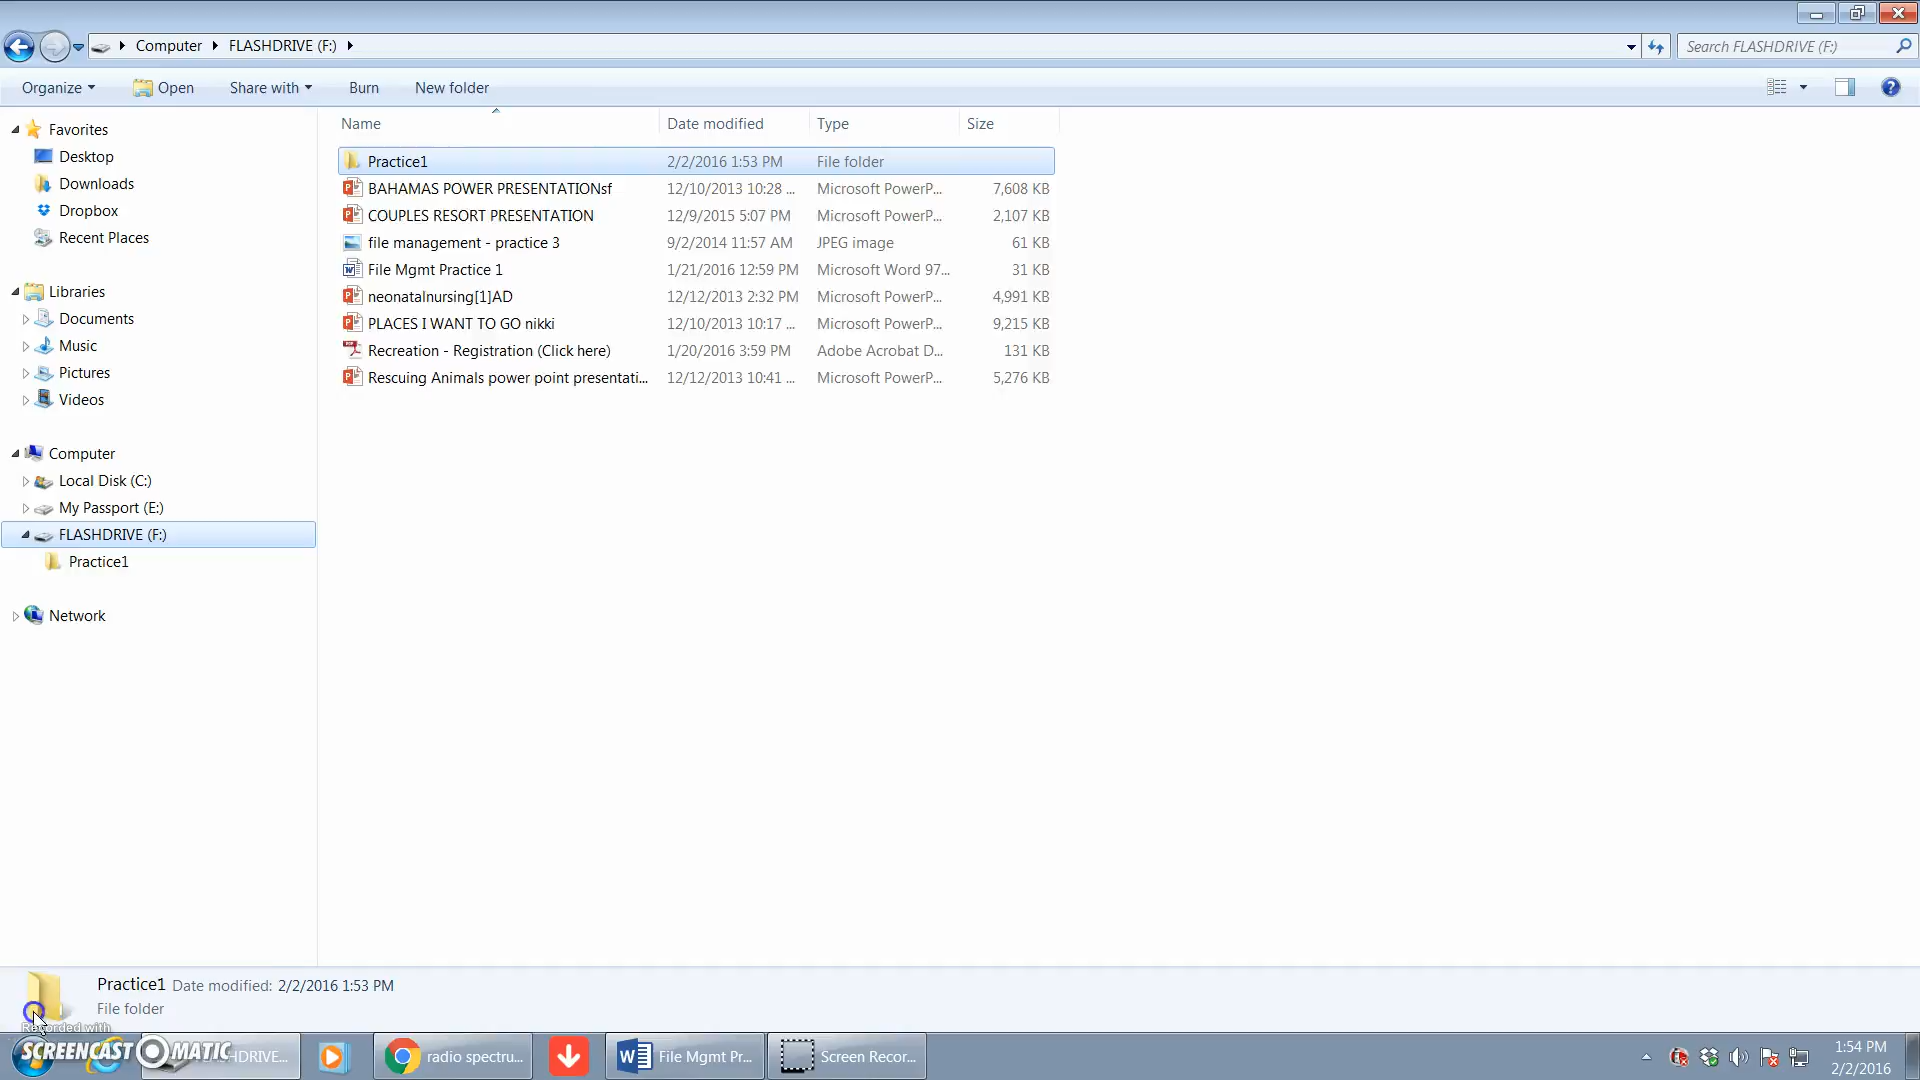 Computer FLASHDRIVE (F:) Search FLASHDRIVE (F:)
Organize Open Share with Burn New folder
Name Date modified Type Size
Practice1 2/2/2016 1:53 PM File folder
BAHAMAS POWER PRESENTATIONsf 12/10/2013 10:28 ... Microsoft PowerP... 7,608 KB
COUPLES RESORT PRESENTATION 12/9/2015 5:07 PM Microsoft PowerP... 2,107 KB
file management - practice 3 9/2/2014 11:57 AM JPEG image 61 KB
File Mgmt Practice 1 1/21/2016 12:59 PM Microsoft Word 97... 31 KB
neonatalnursing[1]AD 12/12/2013 2:32 PM Microsoft PowerP... 4,991 KB
PLACES I WANT TO GO nikki 12/10/2013 10:17 ... Microsoft PowerP... 9,215 KB
Recreation - Registration (Click here) 1/20/2016 3:59 PM Adobe Acrobat D... 131 KB
Rescuing Animals power point presentati... 12/12/2013 10:41 ... Microsoft PowerP... 5,276 KB
Favorites
Desktop
Downloads
Dropbox
Recent Places
Libraries
Documents
Music
Pictures
Videos
Computer
Local Disk (C:)
My Passport (E:)
FLASHDRIVE (F:)
Practice1
Network
Practice1 Date modified: 2/2/2016 1:53 PM
File folder
Recorded with
SCREENCAST MATIC HDRIVE... radio spectru... File Mgmt Pr... Screen Recor... 1:54 PM
2/2/2016